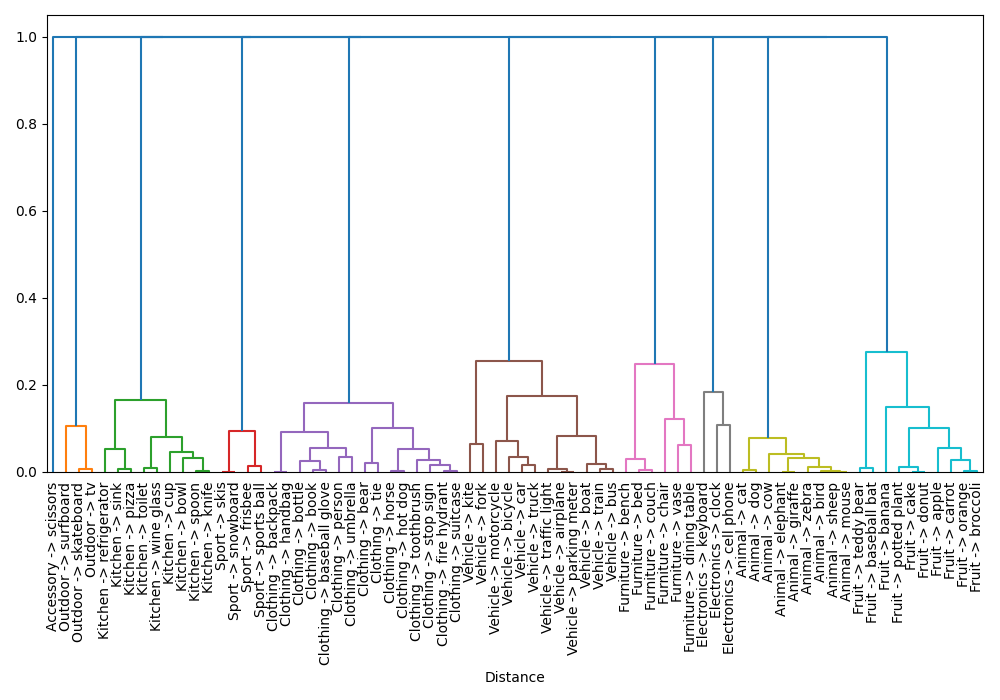 1.0
0.8
0.6
0.4
0.2
0.0
Accessory -> scissors
Outdoor -> surfboard
Outdoor -> skateboard
Outdoor -> tv
Kitchen -> refrigerator
Kitchen -> sink
Kitchen -> pizza
Kitchen -> toilet
Kitchen -> wine glass
Kitchen -> cup
Kitchen -> bowl
Kitchen -> spoon
Kitchen -> knife
Sport -> skis
Sport -> snowboard
Sport -> frisbee
Sport -> sports ball
Clothing -> backpack
Clothing -> handbag
Clothing -> bottle
Clothing -> book
Clothing -> baseball glove
Clothing -> person
Clothing -> umbrella
Clothing -> bear
Clothing -> tie
Clothing -> horse
Clothing -> hot dog
Clothing -> toothbrush
Clothing -> stop sign
Clothing -> fire hydrant
Clothing -> suitcase
Vehicle -> kite
Vehicle -> fork
Vehicle -> motorcycle
Vehicle -> bicycle
Vehicle -> car
Vehicle -> truck
Vehicle -> traffic light
Vehicle -> airplane
Vehicle -> parking meter
Vehicle -> boat
Vehicle -> train
Vehicle -> bus
Furniture -> bench
Furniture -> bed
Furniture -> couch
Furniture -> chair
Furniture -> vase
Furniture -> dining table
Electronics -> keyboard
Electronics -> clock
Electronics -> cell phone
Animal -> cat
Animal -> dog
Animal -> cow
Animal -> elephant
Animal -> giraffe
Animal -> zebra
Animal -> bird
Animal -> sheep
Animal -> mouse
Fruit -> teddy bear
Fruit -> baseball bat
Fruit -> banana
Fruit -> potted plant
Fruit -> cake
Fruit -> donut
Fruit -> apple
Fruit -> carrot
Fruit -> orange
Fruit -> broccoli
Distance